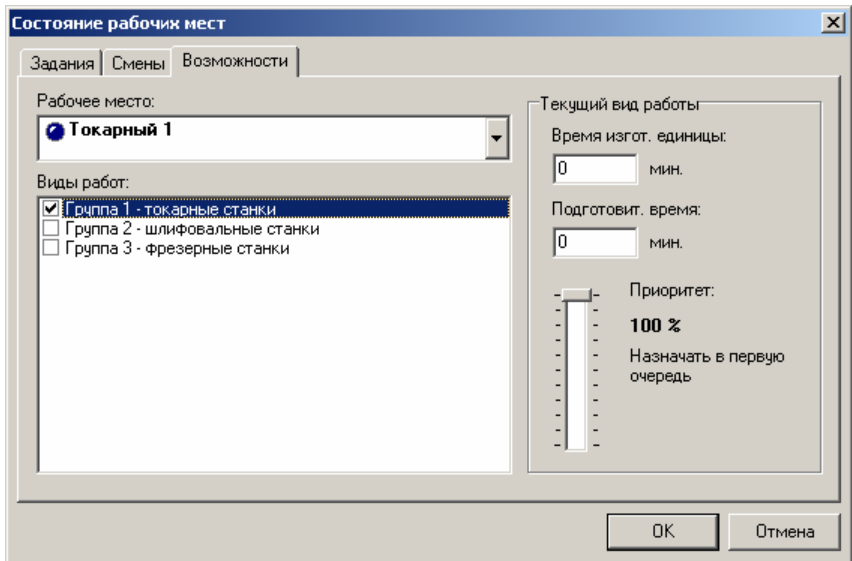 Состояние рабочих мест
Задания
Смены
Возможности
Рабочее место:
Токарный 1
Виды работ:
Группа 1 - токарные станки
Группа 2 - шлифовальные станки
Группа 3 - фрезерные станки
Текущий вид работы
Время изгот. единицы:
0 мин.
Подготовит. время:
0 мин.
Приоритет:
100 %
Назначать в первую
очередь
OK
Отмена